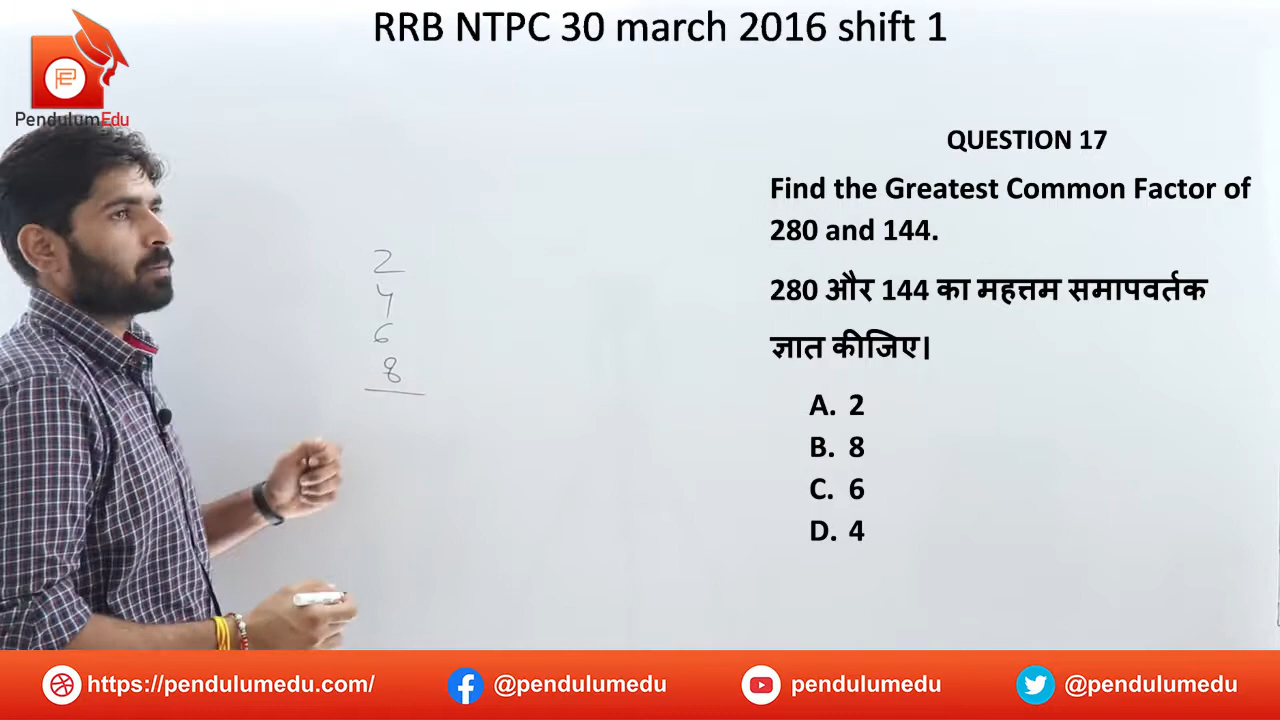 RRB NTPC 30 march 2016 shift 1
PendulumEdu
QUESTION 17
Find the Greatest Common Factor of
280 and 144.
280 और 144 का महत्तम समापवर्तक
ज्ञात कीजिए।
A. 2
B. 8
C. 6
D. 4
2
4
6
8
https://pendulumedu.com/
@pendulumedu
pendulumedu
@pendulumedu